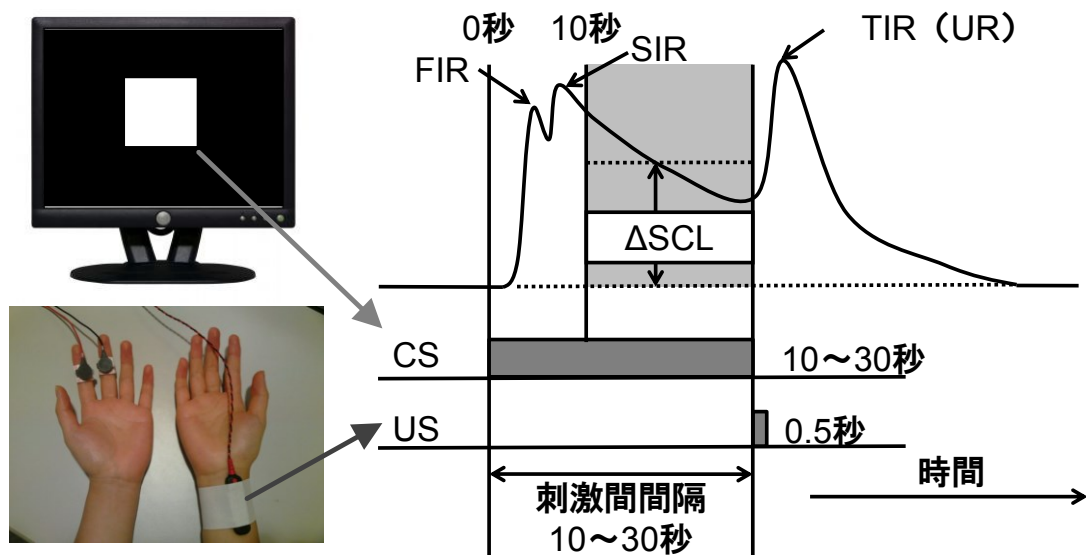 0秒 10秒
FIR
SIR
TIR（UR）
ΔSCL
CS
10～30秒
US
0.5秒
刺激間間隔
10～30秒
時間